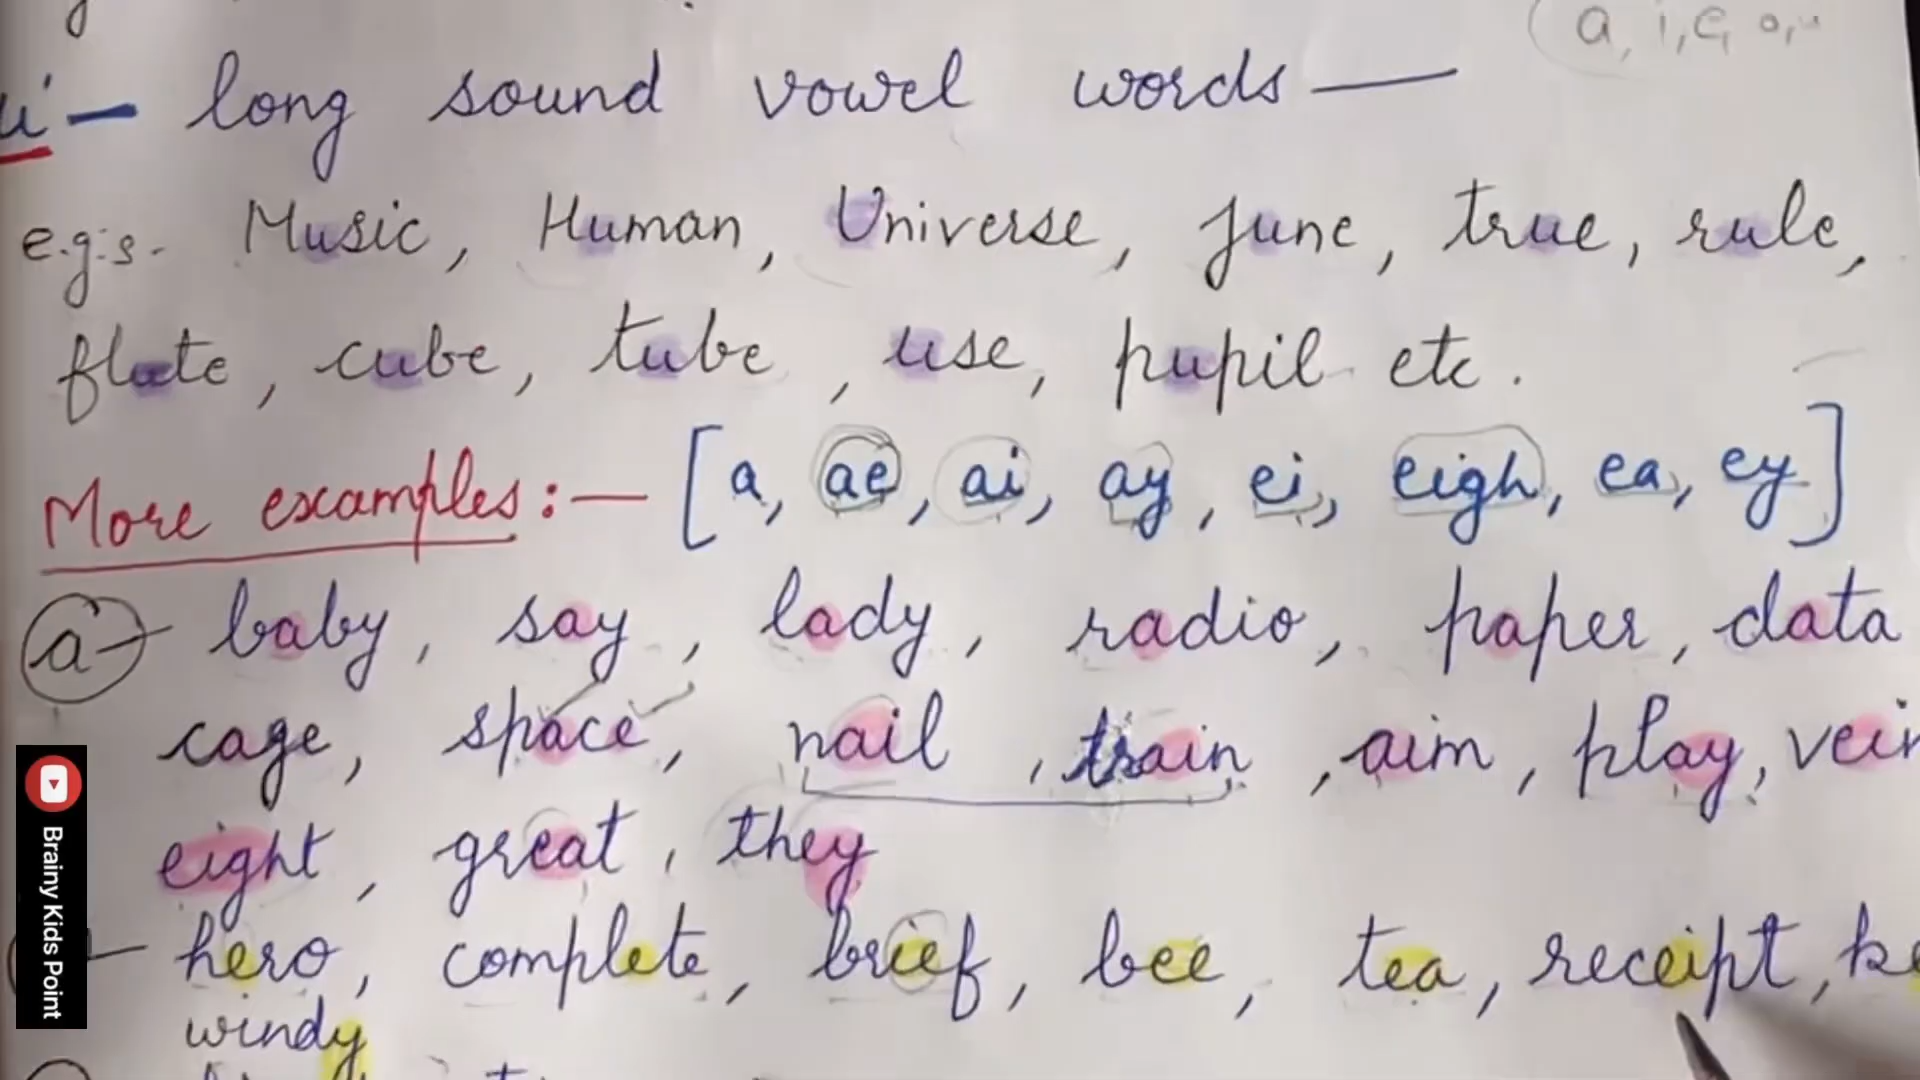 a, i, e, o, u
u - long sound vowel words —
e.g:s. Music, Human, Universe, June, true, rule,
flute, cube, tube, use, pupil etc.
More examples :- [a, ae, ai, ay, ei, eigh, ea, ey]
a - baby, say, lady, radio, paper, data
cage, space, nail, train, aim, play, vein
eight, great, they
- hero, complete, brief, bee, tea, receipt,
windy
Brainy Kids Point